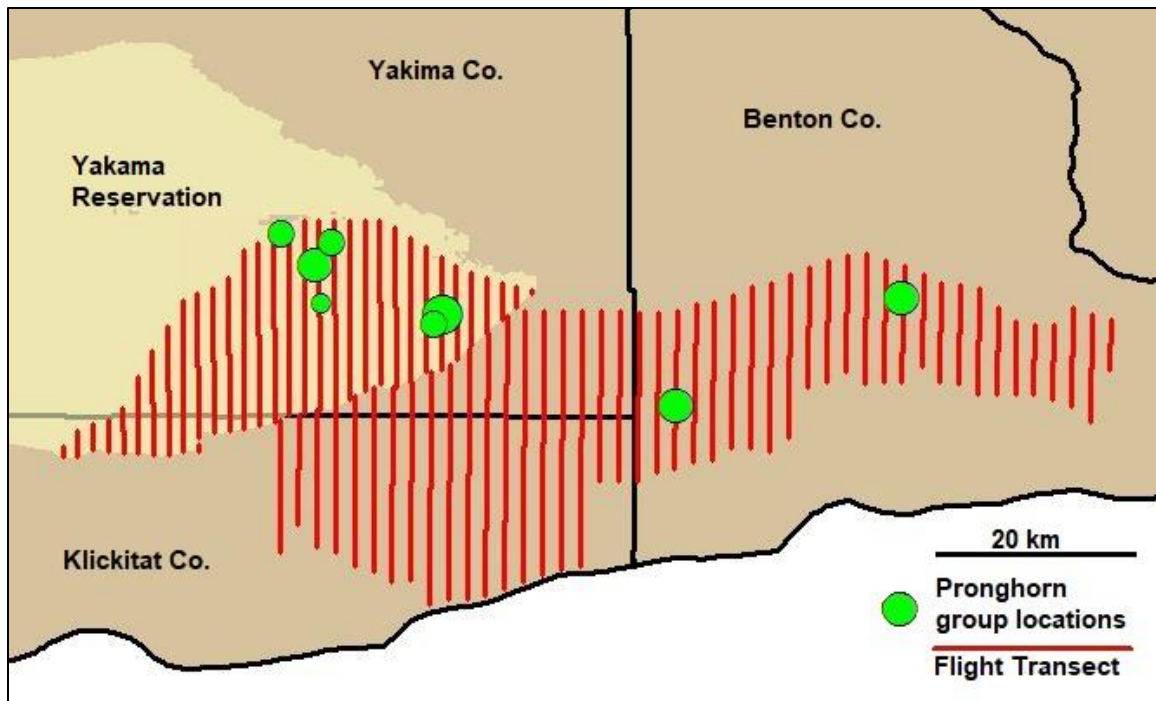 Yakima Co.
Benton Co.
Yakama
Reservation
Klickitat Co.
20 km
Pronghorn
group locations
Flight Transect